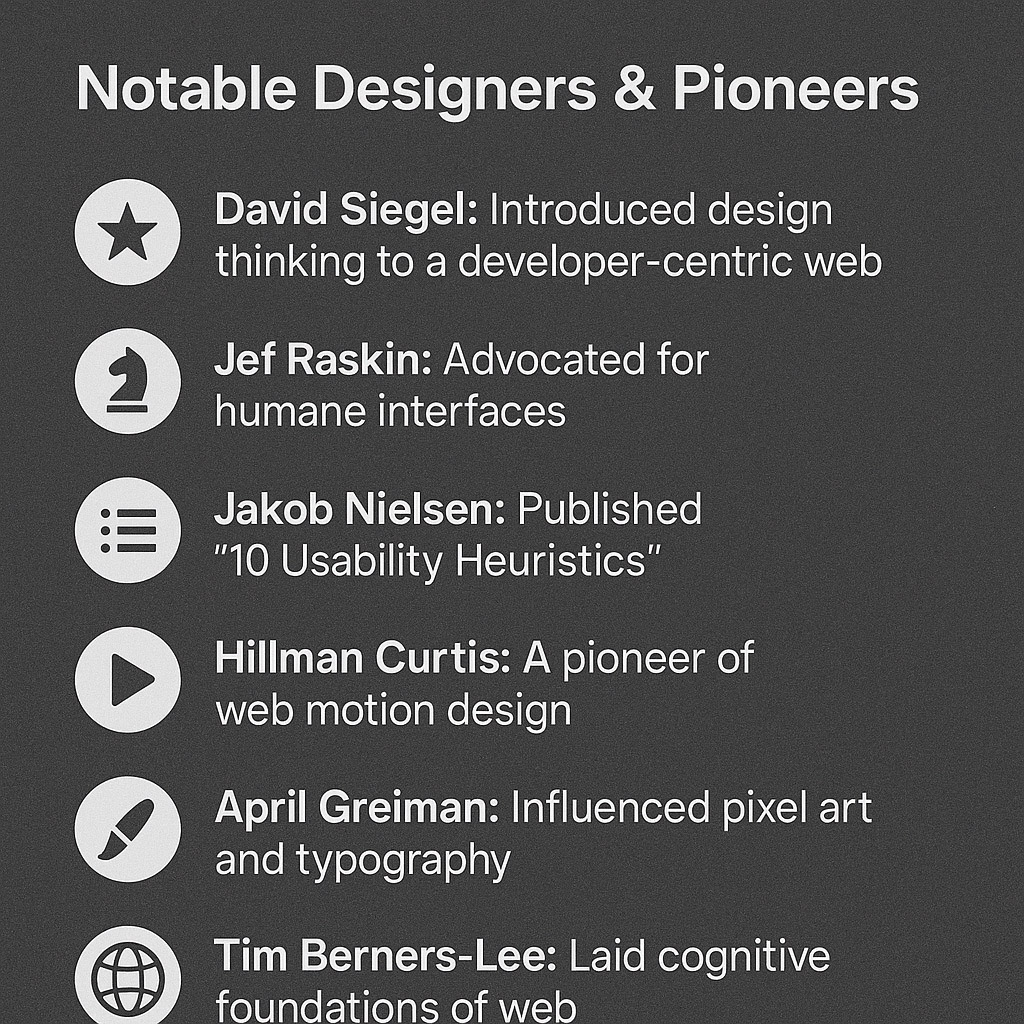 Notable Designers & Pioneers
David Siegel: Introduced design
thinking to a developer-centric web
Jef Raskin: Advocated for
humane interfaces
Jakob Nielsen: Published
"10 Usability Heuristics"
Hillman Curtis: A pioneer of
web motion design
April Greiman: Influenced pixel art
and typography
Tim Berners-Lee: Laid cognitive
foundations of web